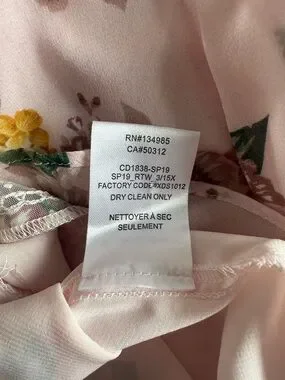 RN#134985
CA#50312
CD1838-SP19
SP19_RTW_3/15X
FACTORY CODE#XDS1012
DRY CLEAN ONLY
NETTOYER À SEC
SEULEMENT